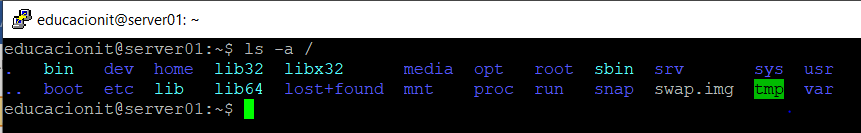 educacionit@server01: ~
educacionit@server01:~$ ls -a /
.   bin   dev  home  lib32  libx32      media  opt   root  sbin  srv       sys  usr
..  boot  etc  lib   lib64  lost+found  mnt    proc  run   snap  swap.img  tmp  var
educacionit@server01:~$